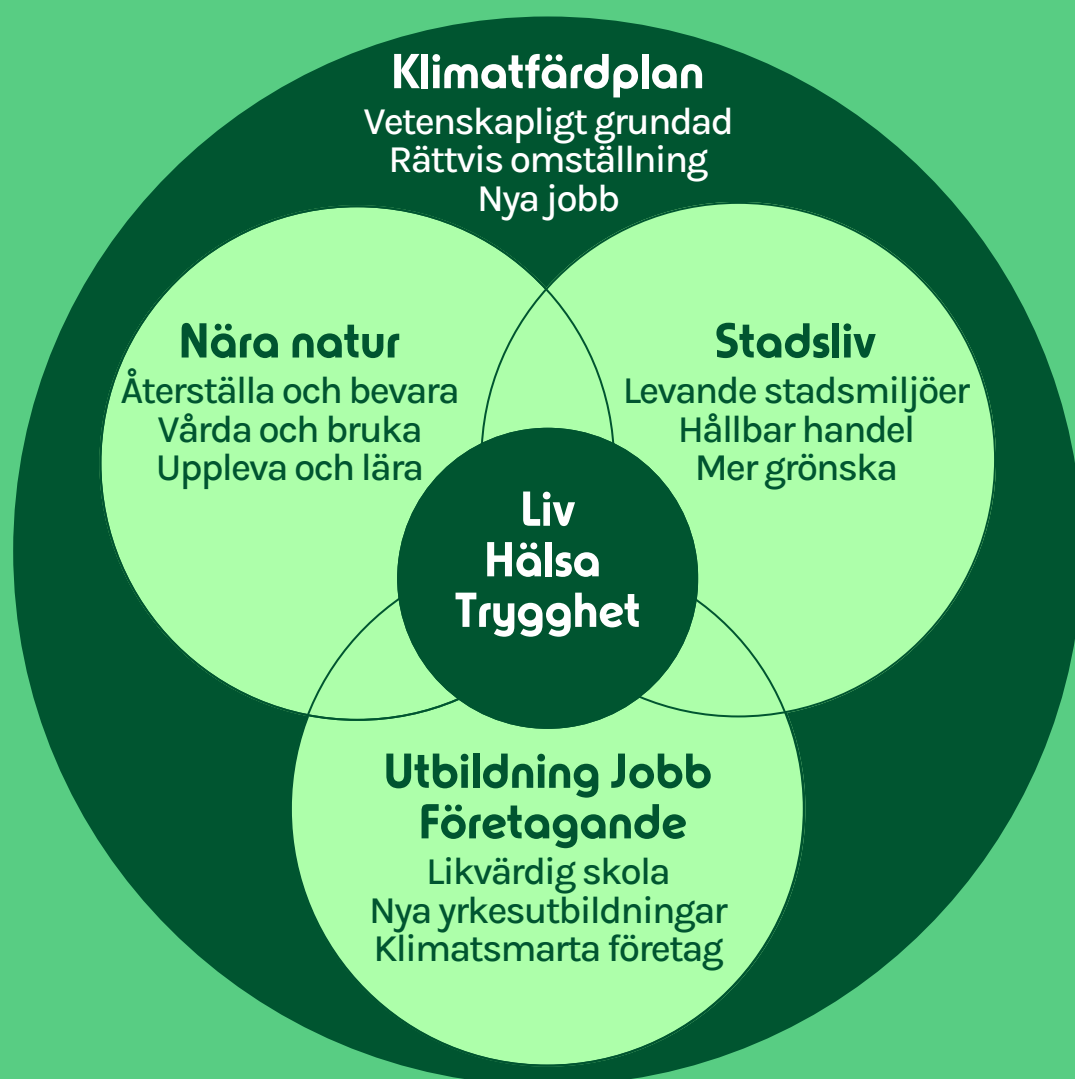 Klimatfärdplan
Vetenskapligt grundad
Rättvis omställning
Nya jobb
Nära natur
Återställa och bevara
Vårda och bruka
Uppleva och lära
Stadsliv
Levande stadsmiljöer
Hållbar handel
Mer grönska
Liv
Hälsa
Trygghet
Utbildning Jobb
Företagande
Likvärdig skola
Nya yrkesutbildningar
Klimatsmarta företag